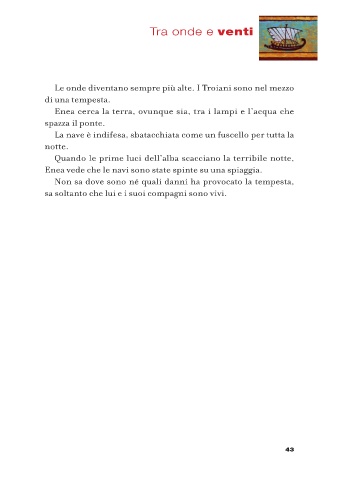 Tra onde e venti
Le onde diventano sempre più alte. I Troiani sono nel mezzo
di una tempesta.
Enea cerca la terra, ovunque sia, tra i lampi e l'acqua che
spazza il ponte.
La nave è indifesa, sbatacchiata come un fuscello per tutta la
notte.
Quando le prime luci dell'alba scacciano la terribile notte,
Enea vede che le navi sono state spinte su una spiaggia.
Non sa dove sono né quali danni ha provocato la tempesta,
sa soltanto che lui e i suoi compagni sono vivi.
43